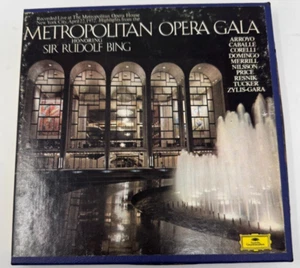 Recorded Live at The Metropolitan Opera House
New York City, April 22, 1972, Highlights from the
METROPOLITAN OPERA GALA
HONORING
SIR RUDOLF BING
ARROYO
CABALLÉ
CORELLI
DOMINGO
MERRILL
NILSSON
PRICE
RESNIK
TUCKER
ZYLIS-GARA